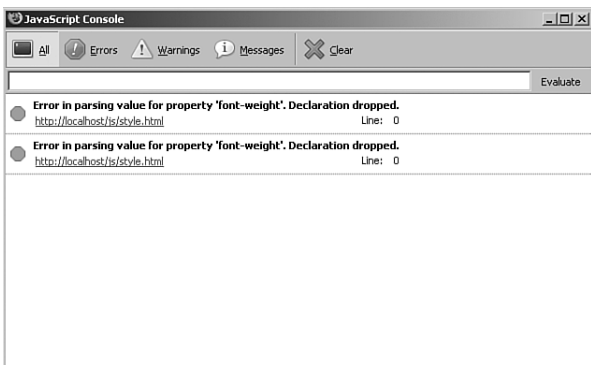 JavaScript Console
All Errors Warnings Messages Clear
Evaluate
Error in parsing value for property 'font-weight'. Declaration dropped.
http://localhost/js/style.html Line: 0
Error in parsing value for property 'font-weight'. Declaration dropped.
http://localhost/js/style.html Line: 0